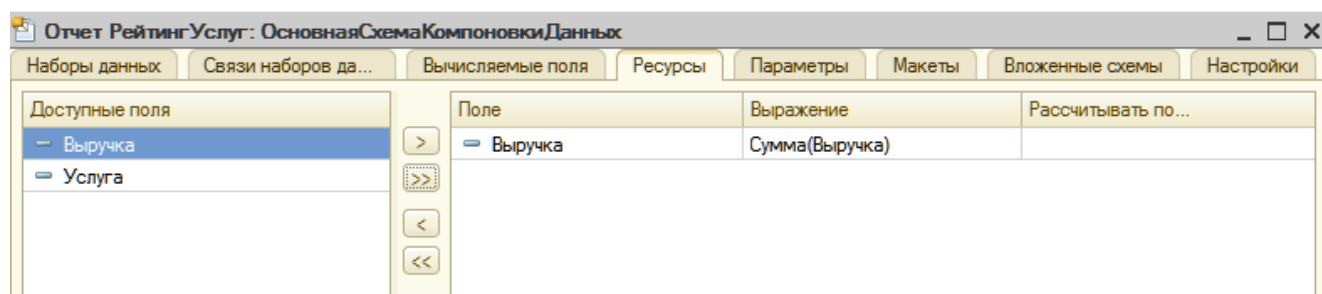 Отчет РейтингУслуг: ОсновнаяСхемаКомпоновкиДанных
Наборы данных Связи наборов да... Вычисляемые поля Ресурсы Параметры Макеты Вложенные схемы Настройки
Доступные поля Поле Выражение Рассчитывать по...
Выручка > Выручка Сумма(Выручка)
Услуга >>
<
<<